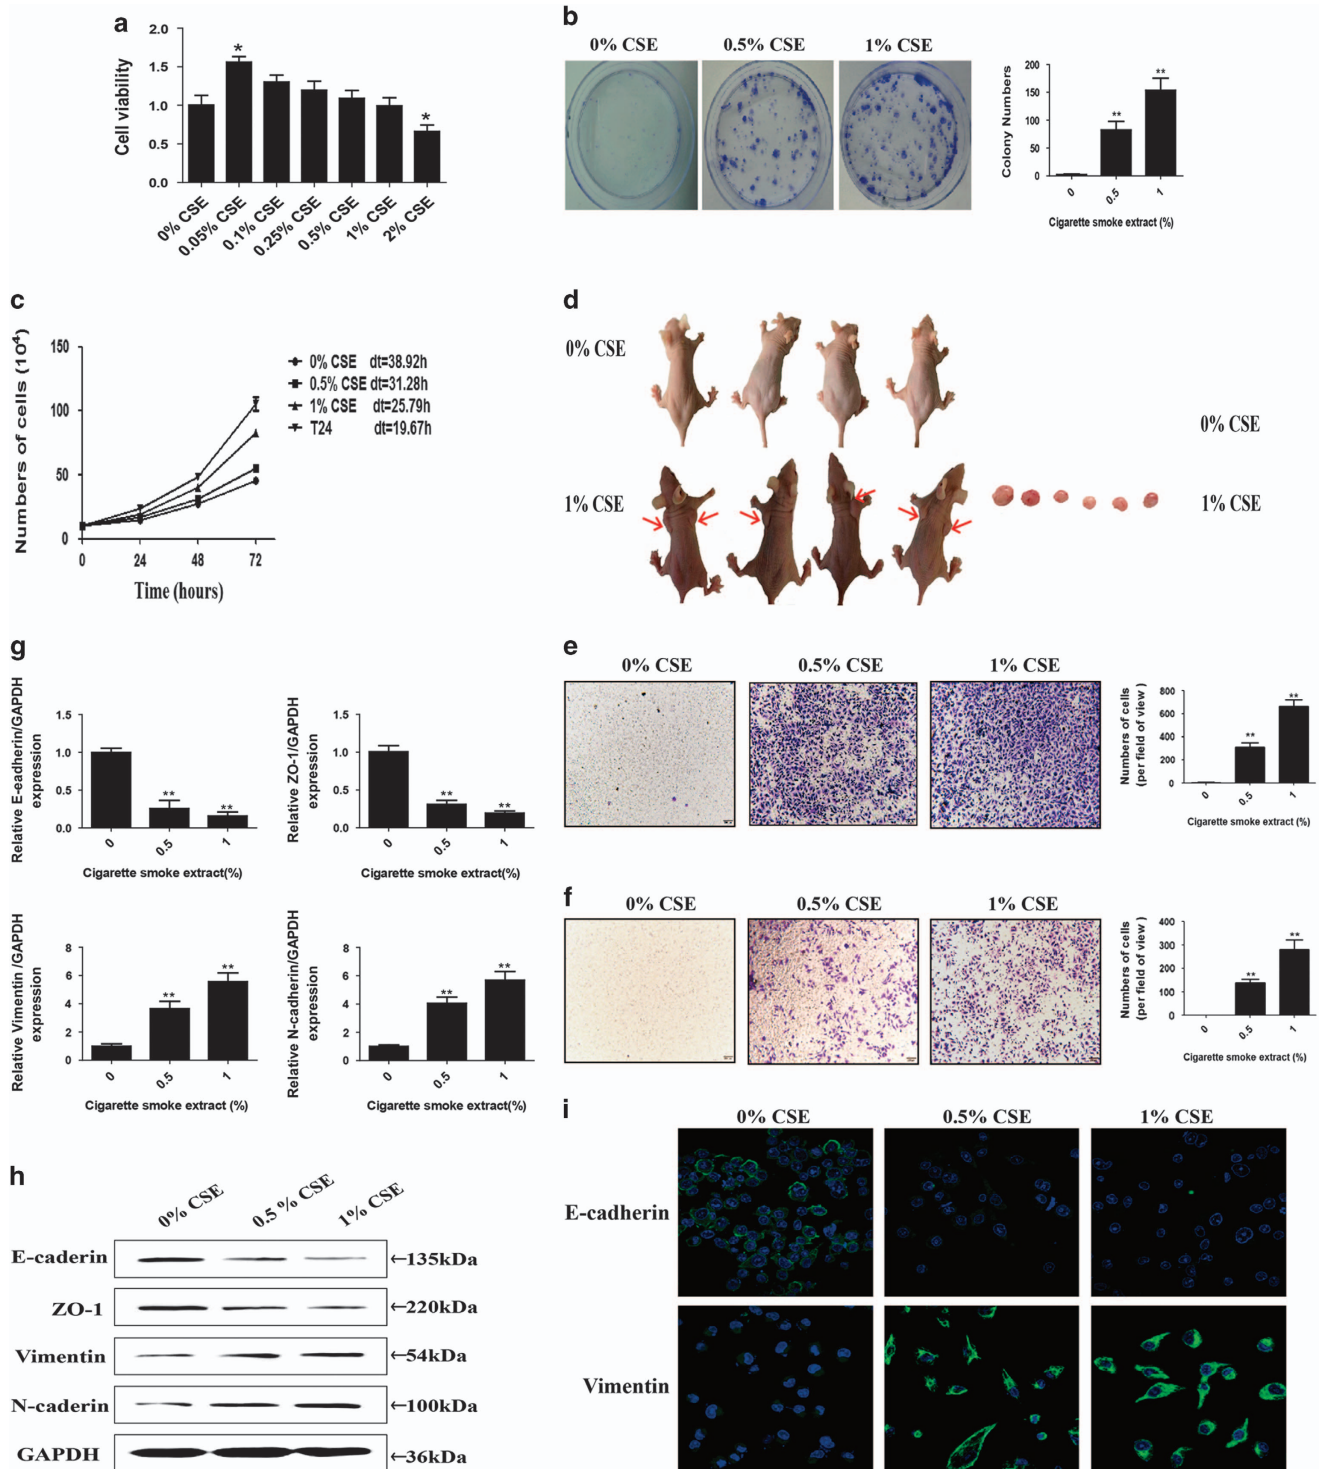 a
Cell viability
2.0
1.5
1.0
0.5
0.0
*
*
0% CSE
0.05% CSE
0.1% CSE
0.25% CSE
0.5% CSE
1% CSE
2% CSE
b
0% CSE 0.5% CSE 1% CSE
Colony Numbers
200
150
100
50
0
**
**
0 0.5 1
Cigarette smoke extract (%)
c
Numbers of cells (10⁴)
150
100
50
0
0 24 48 72
Time (hours)
0% CSE dt=38.92h
0.5% CSE dt=31.28h
1% CSE dt=25.79h
T24 dt=19.67h
d
0% CSE
0% CSE
1% CSE
1% CSE
g
Relative E-eadherin/GAPDH
expression
1.5
1.0
0.5
0.0
** **
0 0.5 1
Cigarette smoke extract(%)
Relative ZO-1/GAPDH
expression
1.5
1.0
0.5
0.0
** **
0 0.5 1
Cigarette smoke extract(%)
Relative Vimentin /GAPDH
expression
8
6
4
2
0
** **
0 0.5 1
Cigarette smoke extract (%)
Relative N-cadherin/GAPDH
expression
8
6
4
2
0
** **
0 0.5 1
Cigarette smoke extract(%)
e
0% CSE 0.5% CSE 1% CSE
Numbers of cells
(per field of view )
800
600
400
200
0
** **
0 0.5 1
Cigarette smoke extract (%)
f
0% CSE 0.5% CSE 1% CSE
Numbers of cells
(per field of view)
400
300
200
100
0
** **
0 0.5 1
Cigarette smoke extract (%)
h
0% CSE 0.5 % CSE 1% CSE
E-caderin ←135kDa
ZO-1 ←220kDa
Vimentin ←54kDa
N-caderin ←100kDa
GAPDH ←36kDa
i
0% CSE 0.5% CSE 1% CSE
E-cadherin
Vimentin